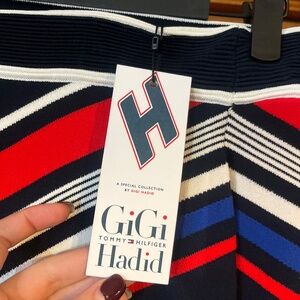 H
A SPECIAL COLLECTION
BY GIGI HADID
GiGi
TOMMY HILFIGER
Hadid